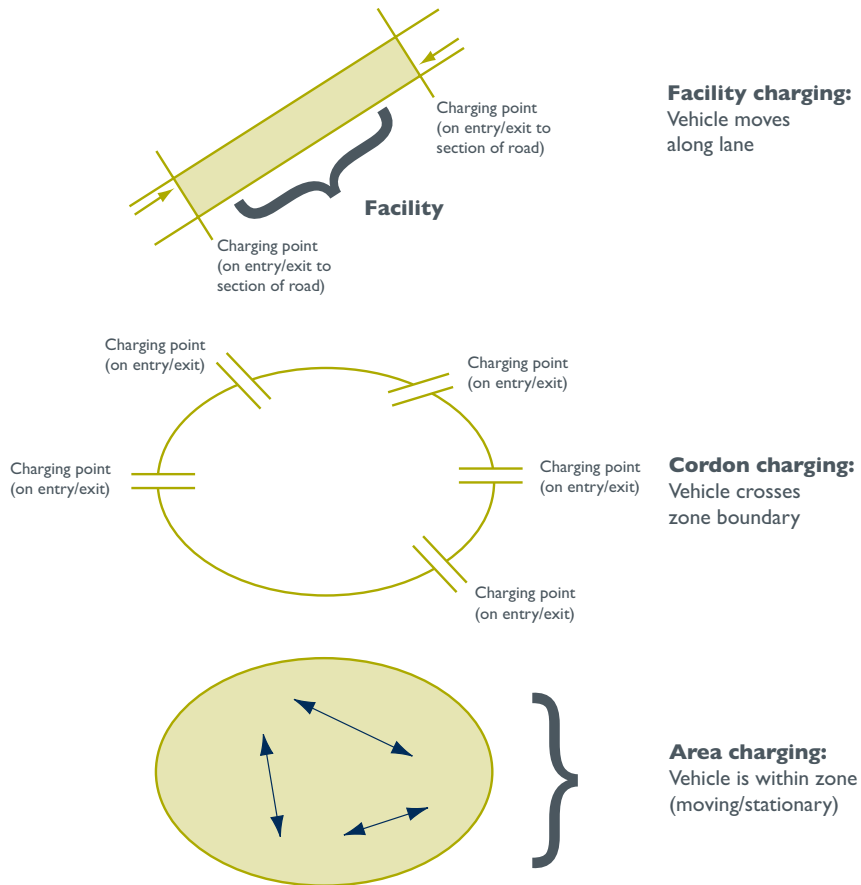 Charging point
(on entry/exit to
section of road)
Facility charging:
Vehicle moves
along lane
Facility
Charging point
(on entry/exit to
section of road)
Charging point
(on entry/exit)
Charging point
(on entry/exit)
Charging point
(on entry/exit)
Charging point
(on entry/exit)
Cordon charging:
Vehicle crosses
zone boundary
Charging point
(on entry/exit)
Area charging:
Vehicle is within zone
(moving/stationary)